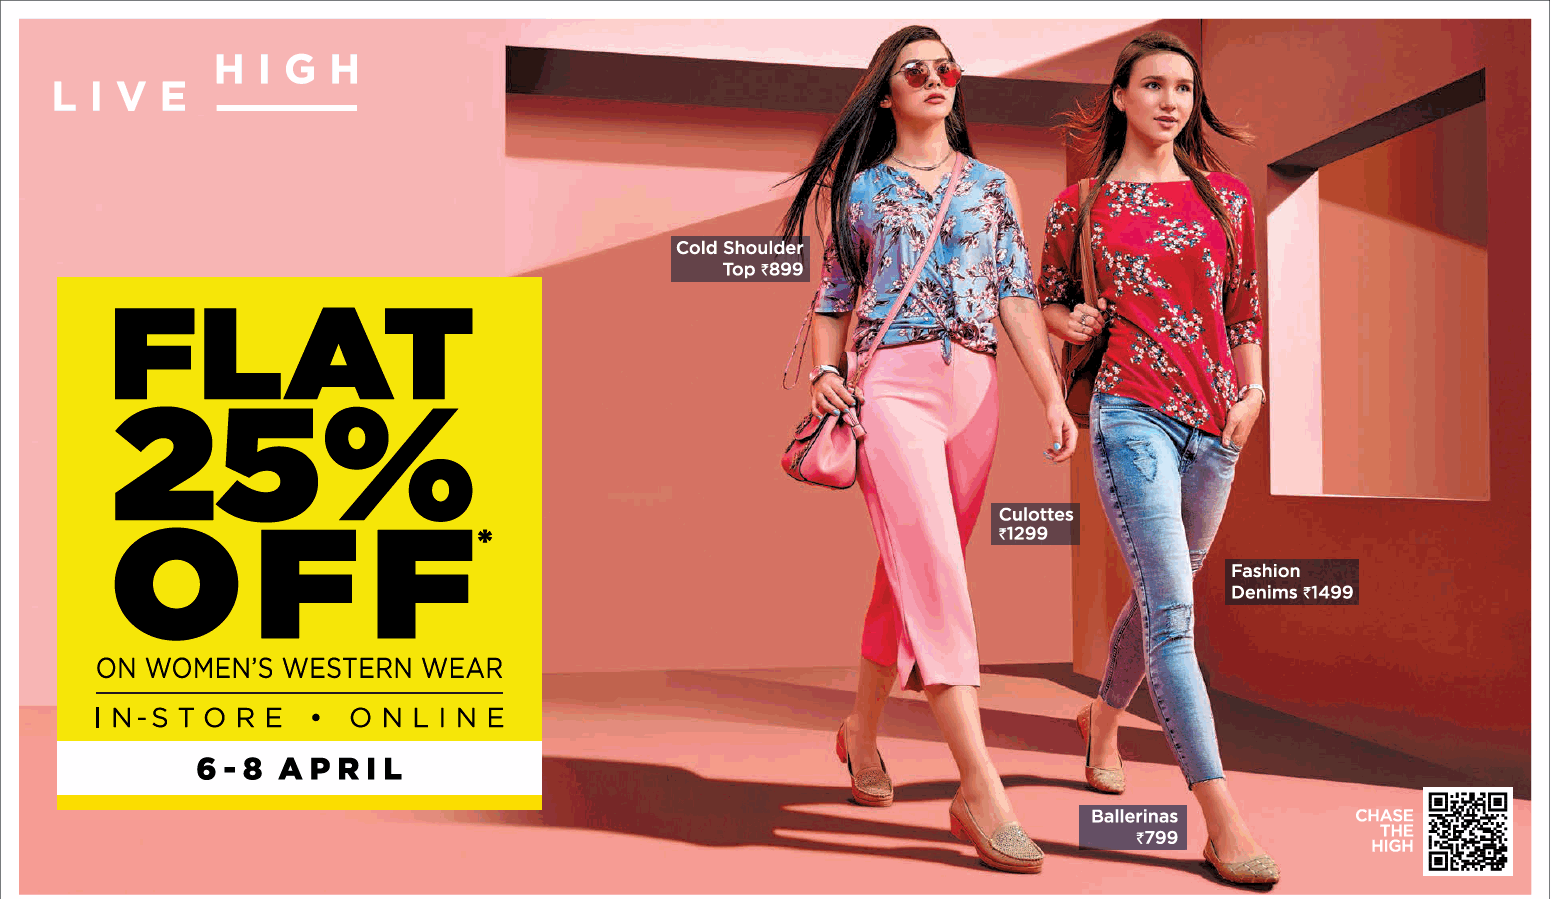 LIVE HIGH
FLAT
25%
OFF*
ON WOMEN'S WESTERN WEAR
IN-STORE • ONLINE
6-8 APRIL
Cold Shoulder
Top ₹899
Culottes
₹1299
Fashion
Denims ₹1499
Ballerinas
₹799
CHASE
THE
HIGH